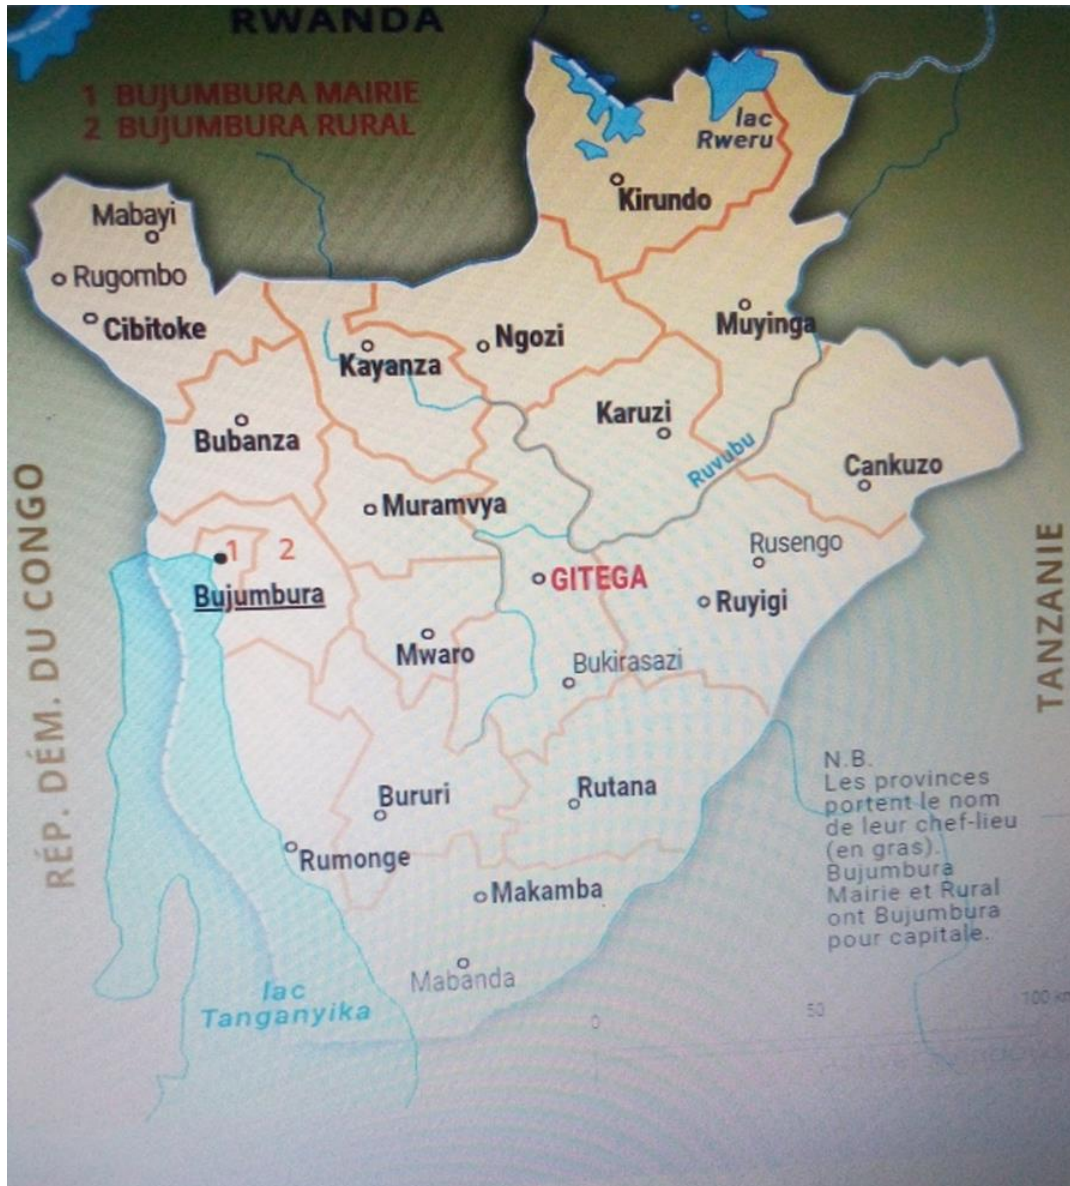 RWANDA
1 BUJUMBURA MAIRIE
2 BUJUMBURA RURAL
lac
Rweru
Kirundo
Mabayi
Rugombo
Cibitoke
Muyinga
Ngozi
Kayanza
Karuzi
Bubanza
Ruvubu
Cankuzo
Muramvya
RÉP. DÉM. DU CONGO
TANZANIE
1
2
Rusengo
GITEGA
Bujumbura
Ruyigi
Mwaro
Bukirasazi
Bururi
Rutana
Rumonge
Makamba
Mabanda
N.B.
Les provinces
portent le nom
de leur chef-lieu
(en gras).
Bujumbura
Mairie et Rural
ont Bujumbura
pour capitale.
lac
Tanganyika
0
50
100 km